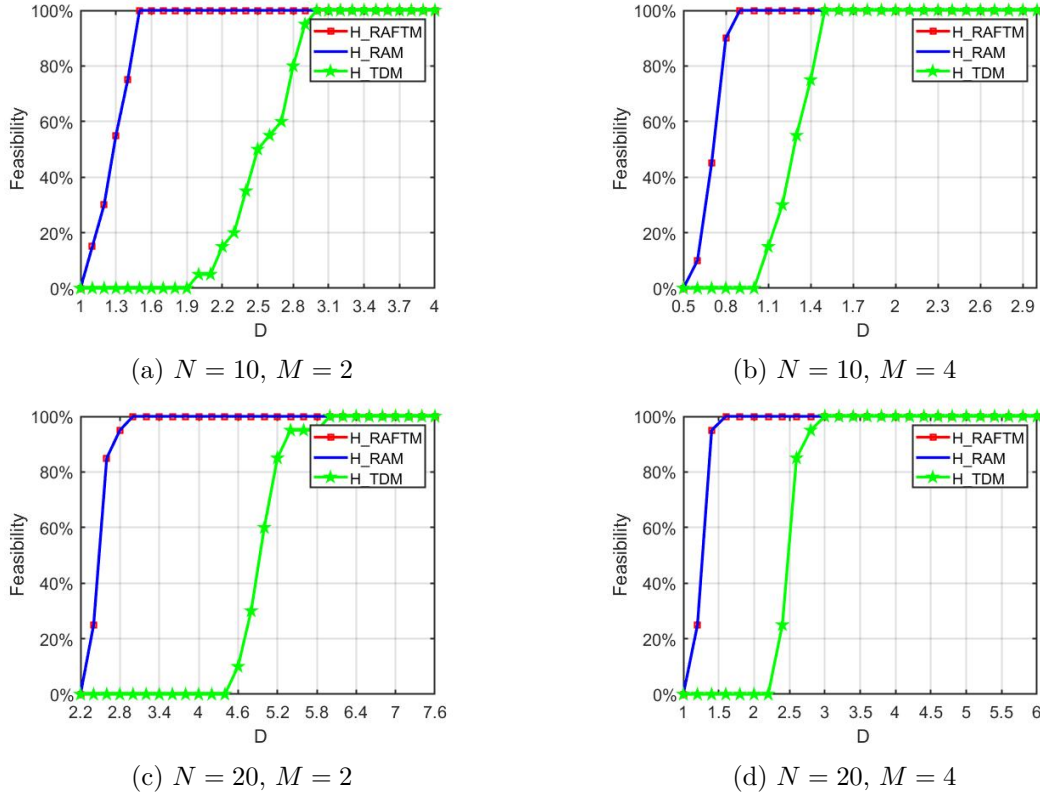 100%
80%
60%
40%
20%
0%
Feasibility
H_RAFTM
H_RAM
H_TDM
1 1.3 1.6 1.9 2.2 2.5 2.8 3.1 3.4 3.7 4
D
(a) N = 10, M = 2
100%
80%
60%
40%
20%
0%
Feasibility
H_RAFTM
H_RAM
H_TDM
0.5 0.8 1.1 1.4 1.7 2 2.3 2.6 2.9
D
(b) N = 10, M = 4
100%
80%
60%
40%
20%
0%
Feasibility
H_RAFTM
H_RAM
H_TDM
2.2 2.8 3.4 4 4.6 5.2 5.8 6.4 7 7.6
D
(c) N = 20, M = 2
100%
80%
60%
40%
20%
0%
Feasibility
H_RAFTM
H_RAM
H_TDM
1 1.5 2 2.5 3 3.5 4 4.5 5 5.5 6
D
(d) N = 20, M = 4